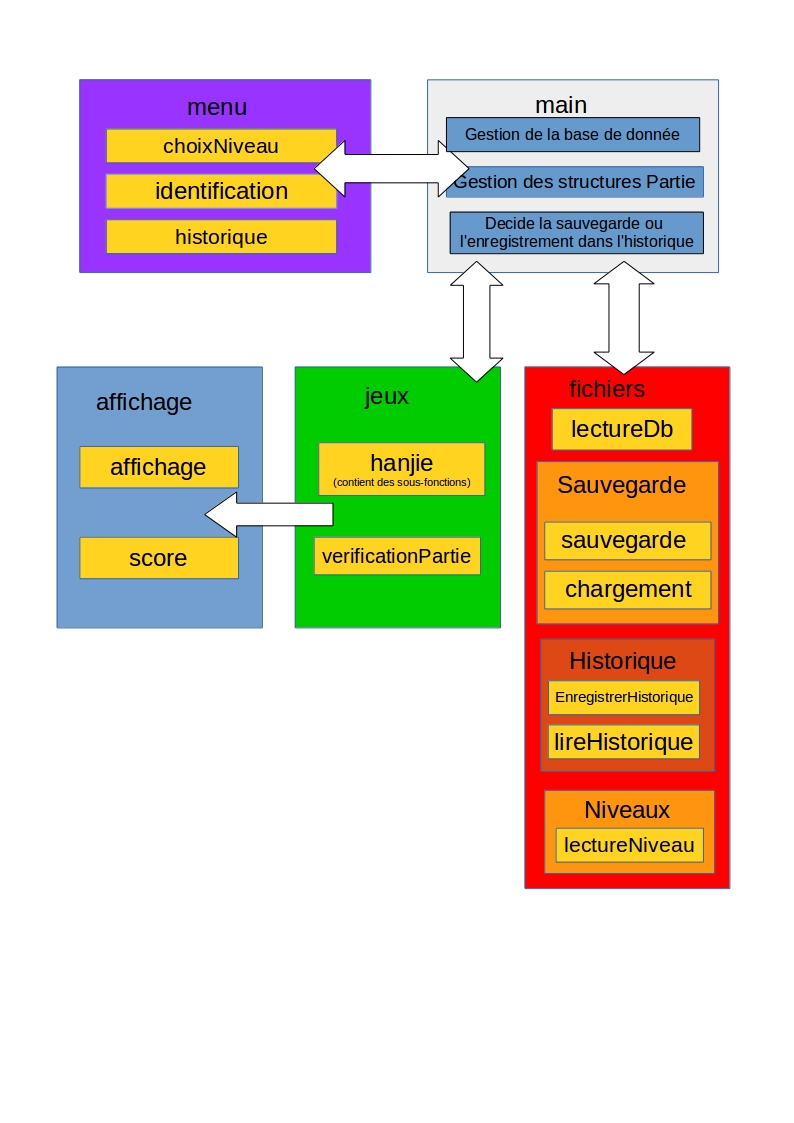 menu
choixNiveau
identification
historique
main
Gestion de la base de donnée
Gestion des structures Partie
Decide la sauvegarde ou
l'enregistrement dans l'historique
affichage
affichage
score
jeux
hanjie
(contient des sous-fonctions)
verificationPartie
fichiers
lectureDb
Sauvegarde
sauvegarde
chargement
Historique
EnregistrerHistorique
lireHistorique
Niveaux
lectureNiveau